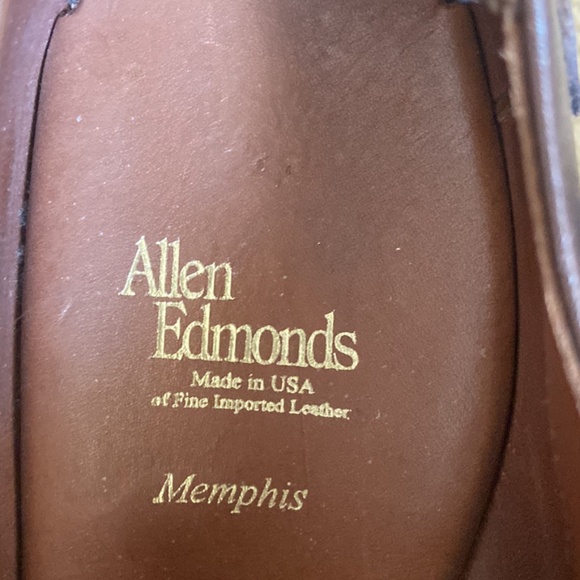 Allen
Edmonds
Made in USA
of Fine Imported Leather
Memphis